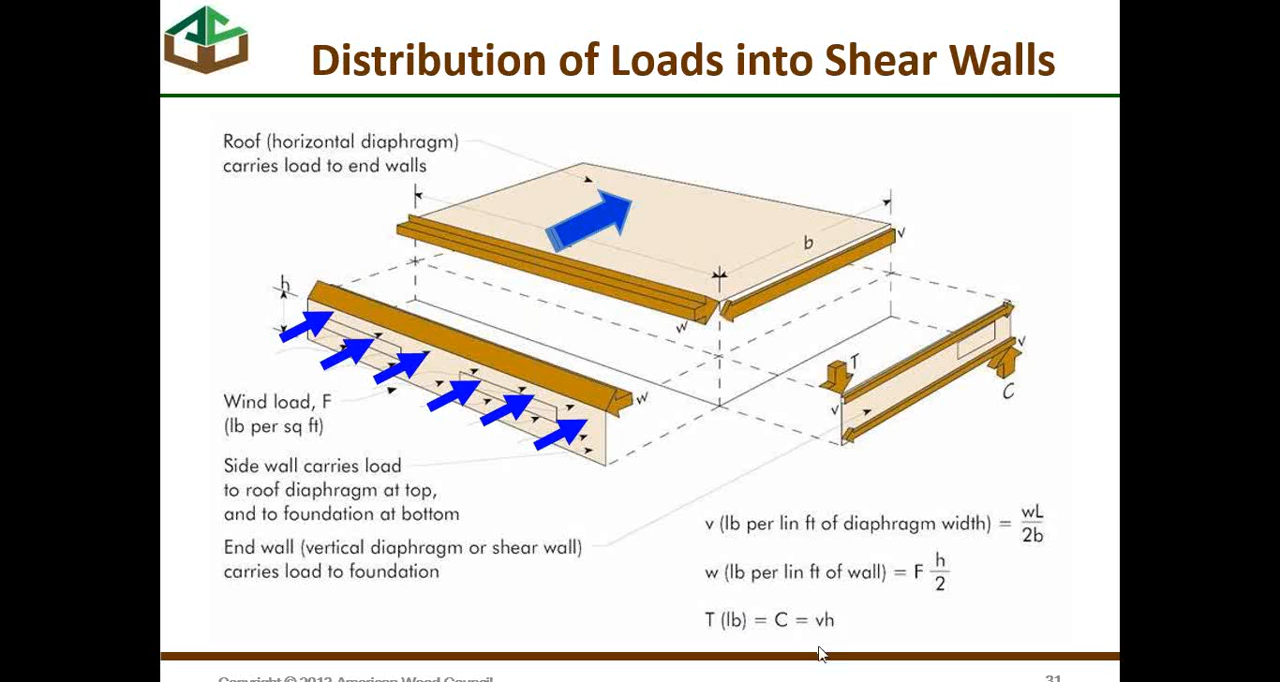 Distribution of Loads into Shear Walls
Roof (horizontal diaphragm)
carries load to end walls
b
v
h
w
T
v
w
C
v
Wind load, F
(lb per sq ft)
Side wall carries load
to roof diaphragm at top,
and to foundation at bottom
End wall (vertical diaphragm or shear wall)
carries load to foundation
v (lb per lin ft of diaphragm width) = wL
2b
w (lb per lin ft of wall) = F h
2
T (lb) = C = vh
Copyright © 2013 American Wood Council
31